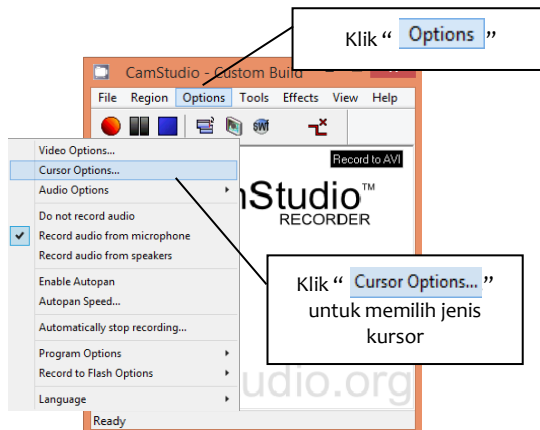 Klik “ Options ”
CamStudio - Custom Build
File Region Options Tools Effects View Help
SWF
Video Options...
Cursor Options...
Audio Options
Do not record audio
Record audio from microphone
Record audio from speakers
Enable Autopan
Autopan Speed...
Automatically stop recording...
Program Options
Record to Flash Options
Language
Record to AVI
Studio™
RECORDER
Klik “ Cursor Options... ”
untuk memilih jenis
kursor
udio.org
Ready